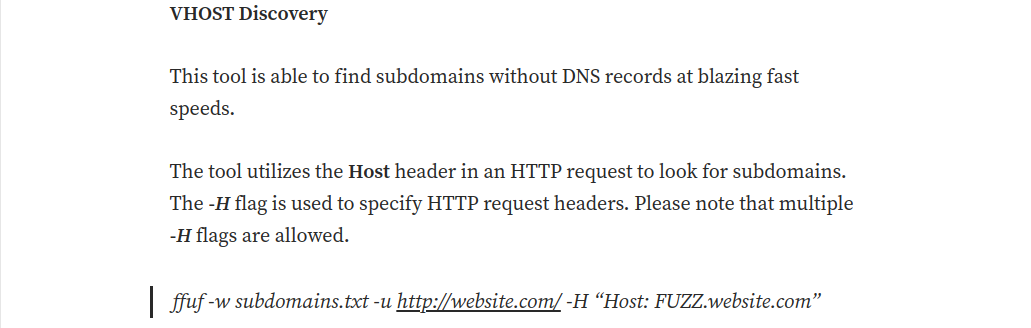 VHOST Discovery
This tool is able to find subdomains without DNS records at blazing fast
speeds.
The tool utilizes the Host header in an HTTP request to look for subdomains.
The -H flag is used to specify HTTP request headers. Please note that multiple
-H flags are allowed.
ffuf -w subdomains.txt -u http://website.com/ -H “Host: FUZZ.website.com”